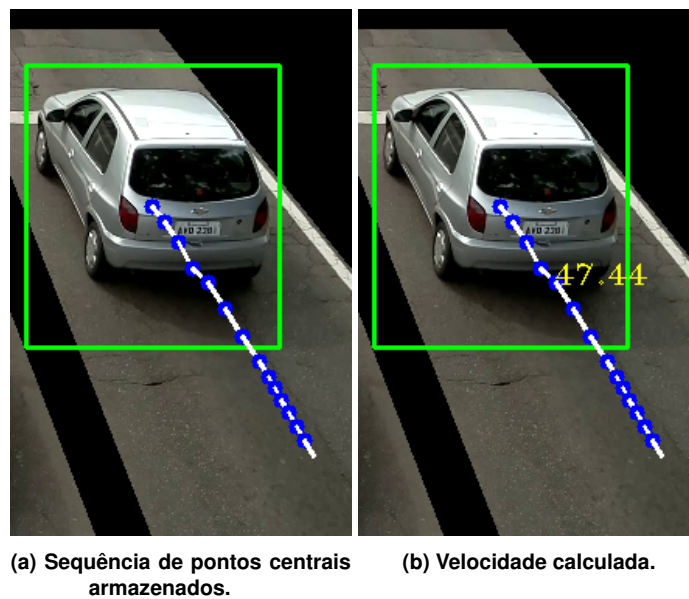 47.44
(a) Sequência de pontos centrais
armazenados.
(b) Velocidade calculada.